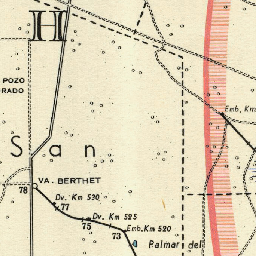 H
POZO
RADO
Emb. Km
San
VA. BERTHET
78
Dv. Km 530
77
Dv. Km 525
75
73
Emb. Km 520
Palmar del